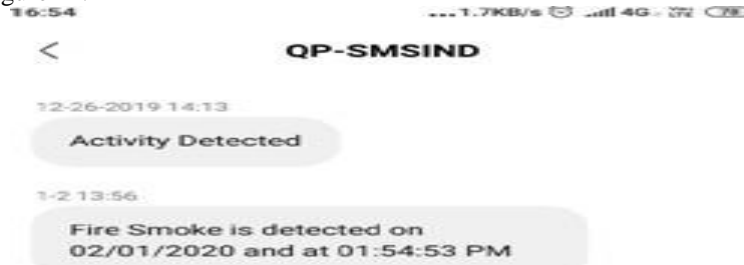 16:54 ...1.7KB/s 4G 78
QP-SMSIND
12-26-2019 14:13
Activity Detected
1-2 13:56
Fire Smoke is detected on
02/01/2020 and at 01:54:53 PM